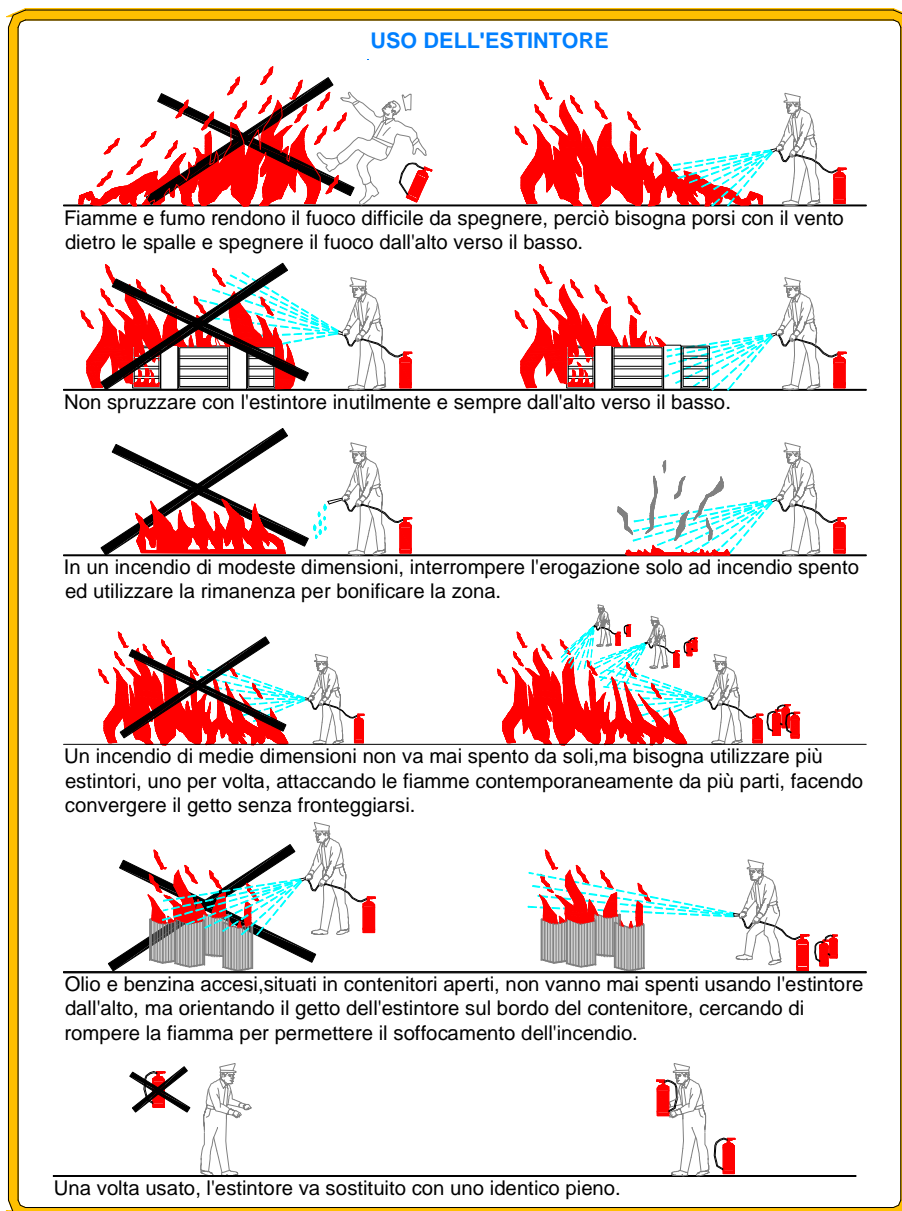 USO DELL'ESTINTORE
Fiamme e fumo rendono il fuoco difficile da spegnere, perciò bisogna porsi con il vento
dietro le spalle e spegnere il fuoco dall'alto verso il basso.
Non spruzzare con l'estintore inutilmente e sempre dall'alto verso il basso.
In un incendio di modeste dimensioni, interrompere l'erogazione solo ad incendio spento
ed utilizzare la rimanenza per bonificare la zona.
Un incendio di medie dimensioni non va mai spento da soli,ma bisogna utilizzare più
estintori, uno per volta, attaccando le fiamme contemporaneamente da più parti, facendo
convergere il getto senza fronteggiarsi.
Olio e benzina accesi,situati in contenitori aperti, non vanno mai spenti usando l'estintore
dall'alto, ma orientando il getto dell'estintore sul bordo del contenitore, cercando di
rompere la fiamma per permettere il soffocamento dell'incendio.
Una volta usato, l'estintore va sostituito con uno identico pieno.